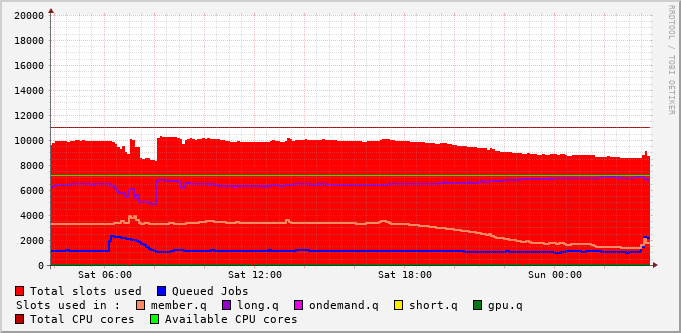 20000
18000
16000
14000
12000
10000
8000
6000
4000
2000
0
Sat 06:00 Sat 12:00 Sat 18:00 Sun 00:00
RRDTOOL / TOBI OETIKER
Total slots used Queued Jobs
Slots used in : member.q long.q ondemand.q short.q gpu.q
Total CPU cores Available CPU cores